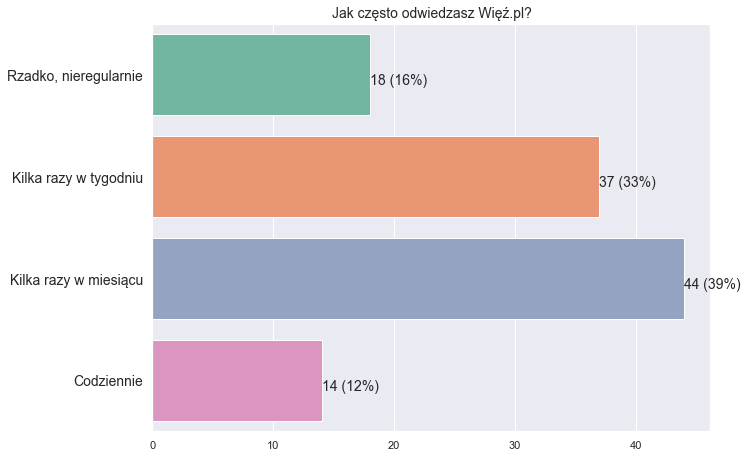 Jak często odwiedzasz Więź.pl?
Rzadko, nieregularnie
18 (16%)
Kilka razy w tygodniu
37 (33%)
Kilka razy w miesiącu
44 (39%)
Codziennie
14 (12%)
0 10 20 30 40